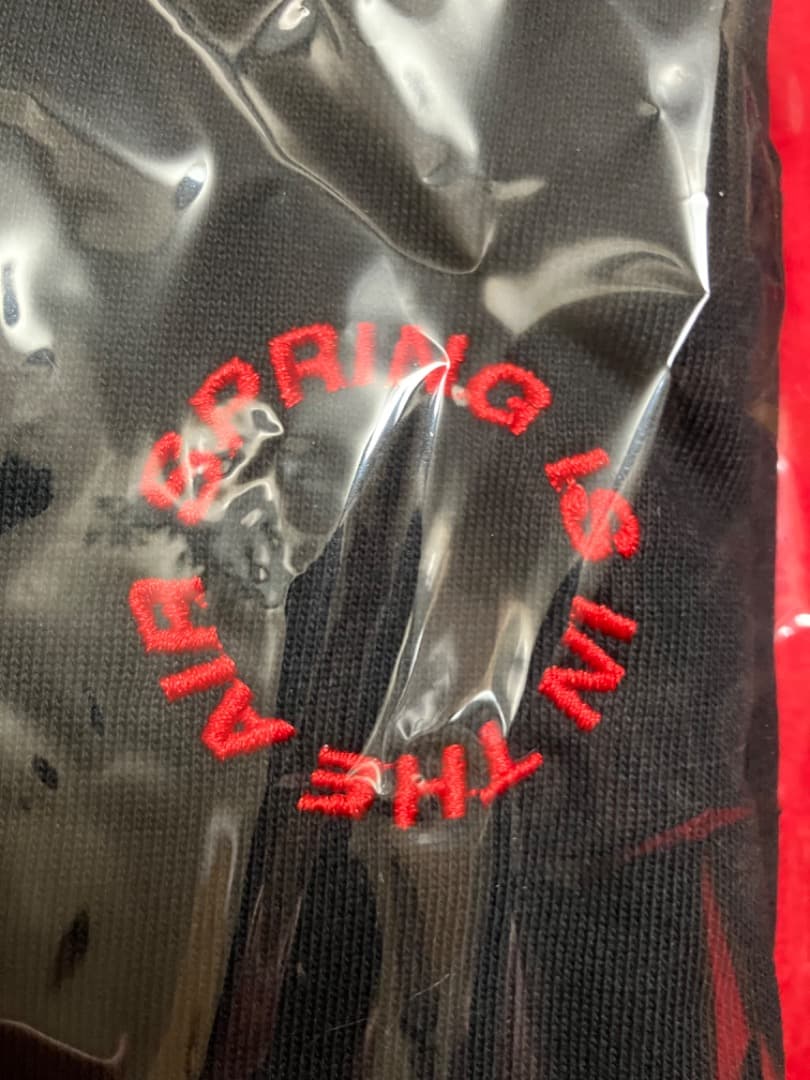 SPRING IS IN THE AIR